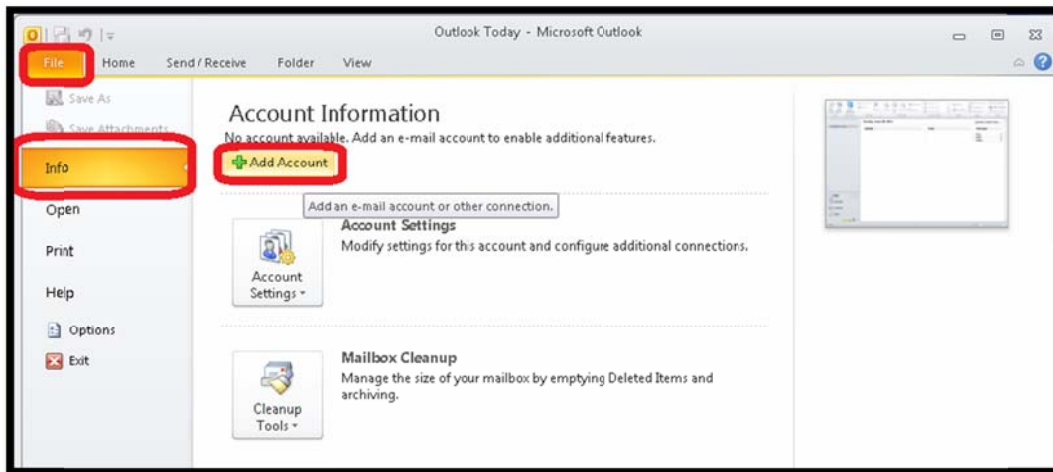 Outlook Today - Microsoft Outlook
File Home Send / Receive Folder View
Save As
Save Attachments
Info
Open
Print
Help
Options
Exit
Account Information
No account available. Add an e-mail account to enable additional features.
Add Account
Add an e-mail account or other connection.
Account Settings
Modify settings for this account and configure additional connections.
Account
Settings
Mailbox Cleanup
Manage the size of your mailbox by emptying Deleted Items and
archiving.
Cleanup
Tools